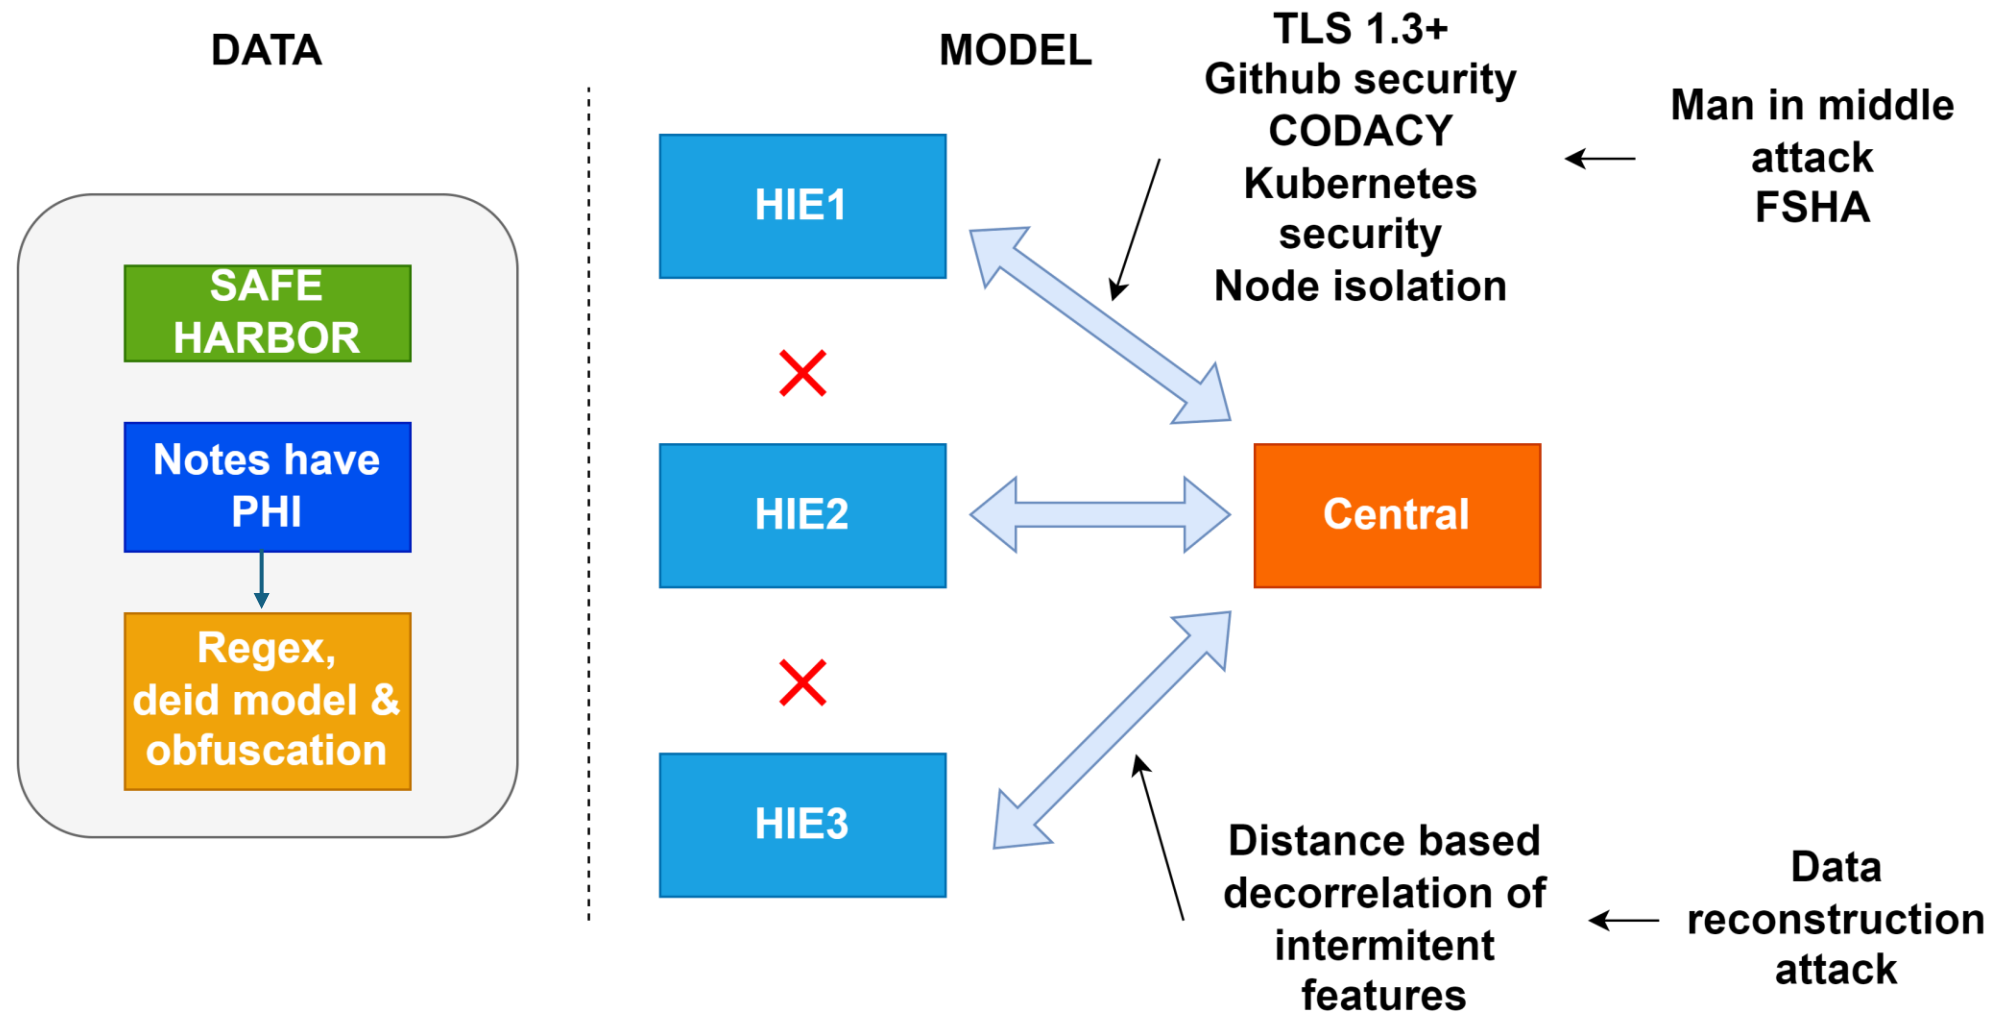 DATA
SAFE
HARBOR
Notes have
PHI
Regex,
deid model &
obfuscation
MODEL
HIE1
HIE2
HIE3
Central
TLS 1.3+
Github security
CODACY
Kubernetes
security
Node isolation
Man in middle
attack
FSHA
Distance based
decorrelation of
intermitent
features
Data
reconstruction
attack